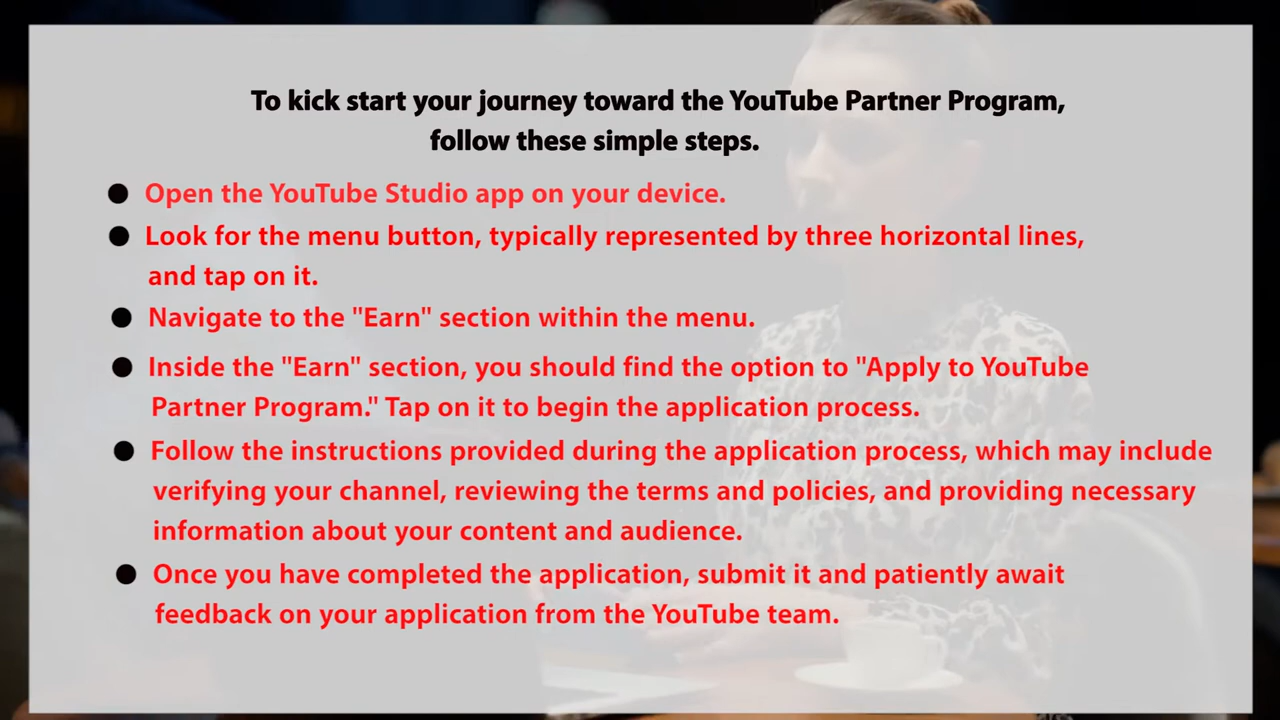 To kick start your journey toward the YouTube Partner Program,
follow these simple steps.
● Open the YouTube Studio app on your device.
● Look for the menu button, typically represented by three horizontal lines,
and tap on it.
● Navigate to the "Earn" section within the menu.
● Inside the "Earn" section, you should find the option to "Apply to YouTube
Partner Program." Tap on it to begin the application process.
● Follow the instructions provided during the application process, which may include
verifying your channel, reviewing the terms and policies, and providing necessary
information about your content and audience.
● Once you have completed the application, submit it and patiently await
feedback on your application from the YouTube team.